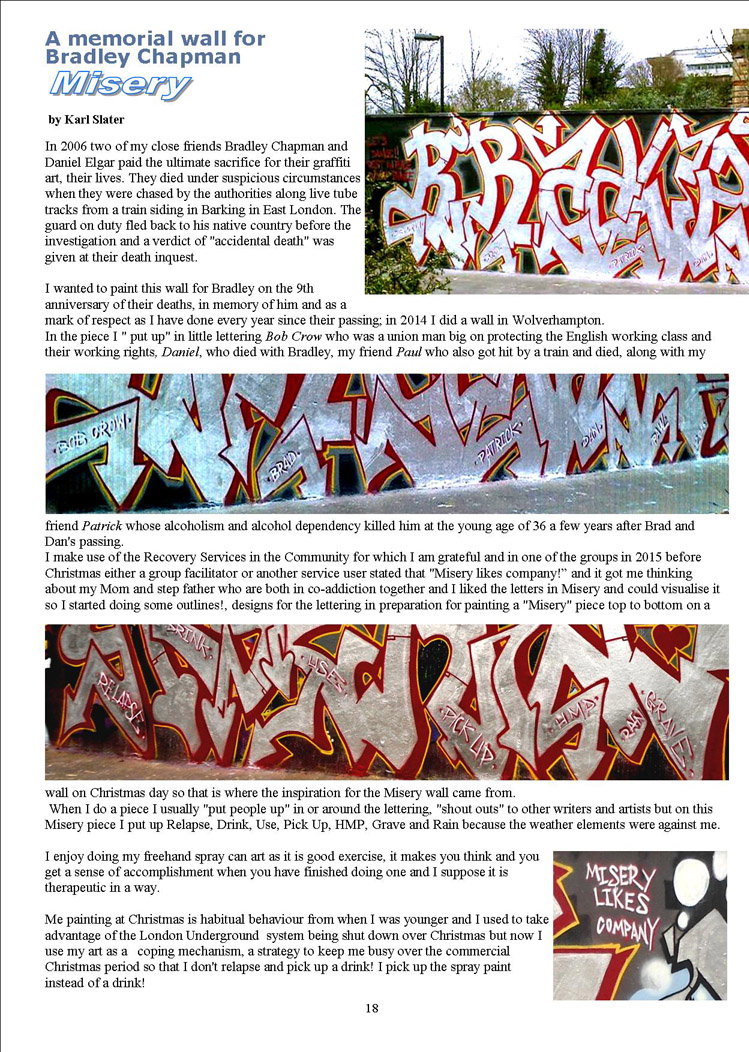 A memorial wall for
Bradley Chapman
Misery
by Karl Slater
In 2006 two of my close friends Bradley Chapman and
Daniel Elgar paid the ultimate sacrifice for their graffiti
art, their lives. They died under suspicious circumstances
when they were chased by the authorities along live tube
tracks from a train siding in Barking in East London. The
guard on duty fled back to his native country before the
investigation and a verdict of "accidental death" was
given at their death inquest.
I wanted to paint this wall for Bradley on the 9th
anniversary of their deaths, in memory of him and as a
mark of respect as I have done every year since their passing; in 2014 I did a wall in Wolverhampton.
In the piece I " put up" in little lettering Bob Crow who was a union man big on protecting the English working class and
their working rights, Daniel, who died with Bradley, my friend Paul who also got hit by a train and died, along with my
·BOB CROW·
·BRAD·
·PATRICK·
·DAN·
PAUL
friend Patrick whose alcoholism and alcohol dependency killed him at the young age of 36 a few years after Brad and
Dan's passing.
I make use of the Recovery Services in the Community for which I am grateful and in one of the groups in 2015 before
Christmas either a group facilitator or another service user stated that "Misery likes company!” and it got me thinking
about my Mom and step father who are both in co-addiction together and I liked the letters in Misery and could visualise it
so I started doing some outlines!, designs for the lettering in preparation for painting a "Misery" piece top to bottom on a
RELAPSE
DRINK
·USE·
PICK UP
·HMP·
RAIN
GRAVE
wall on Christmas day so that is where the inspiration for the Misery wall came from.
When I do a piece I usually "put people up" in or around the lettering, "shout outs" to other writers and artists but on this
Misery piece I put up Relapse, Drink, Use, Pick Up, HMP, Grave and Rain because the weather elements were against me.
I enjoy doing my freehand spray can art as it is good exercise, it makes you think and you
get a sense of accomplishment when you have finished doing one and I suppose it is
therapeutic in a way.
Me painting at Christmas is habitual behaviour from when I was younger and I used to take
advantage of the London Underground system being shut down over Christmas but now I
use my art as a coping mechanism, a strategy to keep me busy over the commercial
Christmas period so that I don't relapse and pick up a drink! I pick up the spray paint
instead of a drink!
MISERY
LIKES
COMPANY
18